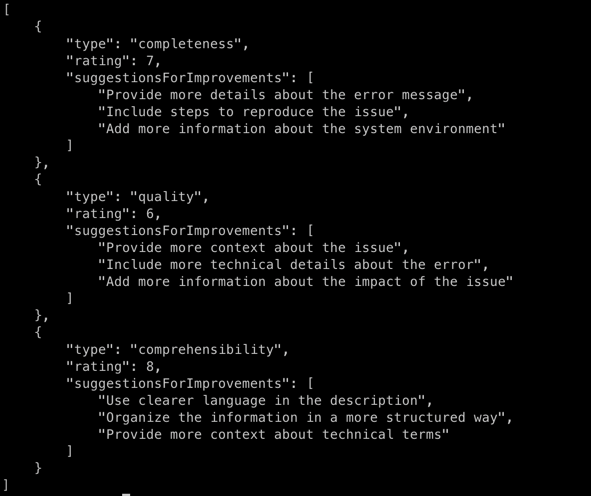 [
    {
        "type": "completeness",
        "rating": 7,
        "suggestionsForImprovements": [
            "Provide more details about the error message",
            "Include steps to reproduce the issue",
            "Add more information about the system environment"
        ]
    },
    {
        "type": "quality",
        "rating": 6,
        "suggestionsForImprovements": [
            "Provide more context about the issue",
            "Include more technical details about the error",
            "Add more information about the impact of the issue"
        ]
    },
    {
        "type": "comprehensibility",
        "rating": 8,
        "suggestionsForImprovements": [
            "Use clearer language in the description",
            "Organize the information in a more structured way",
            "Provide more context about technical terms"
        ]
    }
]